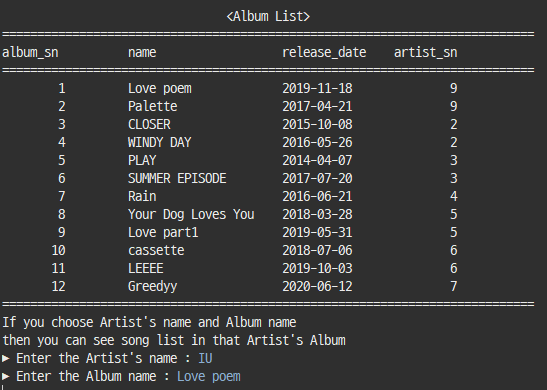 <Album List>
============================================================================
album_sn name release_date artist_sn
============================================================================
1 Love poem 2019-11-18 9
2 Palette 2017-04-21 9
3 CLOSER 2015-10-08 2
4 WINDY DAY 2016-05-26 2
5 PLAY 2014-04-07 3
6 SUMMER EPISODE 2017-07-20 3
7 Rain 2016-06-21 4
8 Your Dog Loves You 2018-03-28 5
9 Love part1 2019-05-31 5
10 cassette 2018-07-06 6
11 LEEEE 2019-10-03 6
12 Greedyy 2020-06-12 7
============================================================================
If you choose Artist's name and Album name
then you can see song list in that Artist's Album
▶ Enter the Artist's name : IU
▶ Enter the Album name : Love poem